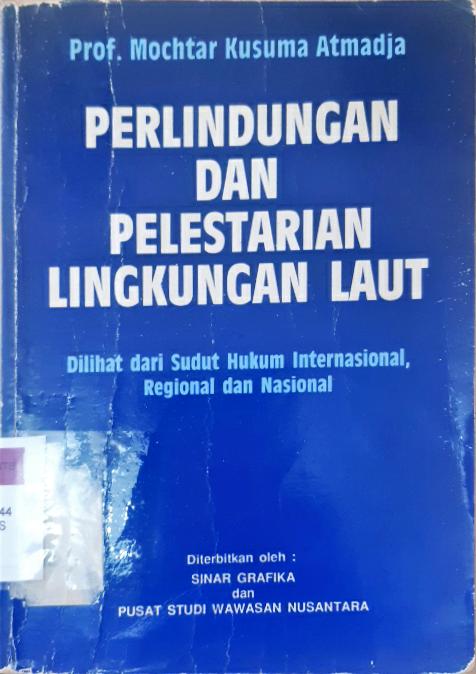 Prof. Mochtar Kusuma Atmadja
PERLINDUNGAN
DAN
PELESTARIAN
LINGKUNGAN LAUT
Dilihat dari Sudut Hukum Internasional,
Regional dan Nasional
44
S
Diterbitkan oleh :
SINAR GRAFIKA
dan
PUSAT STUDI WAWASAN NUSANTARA